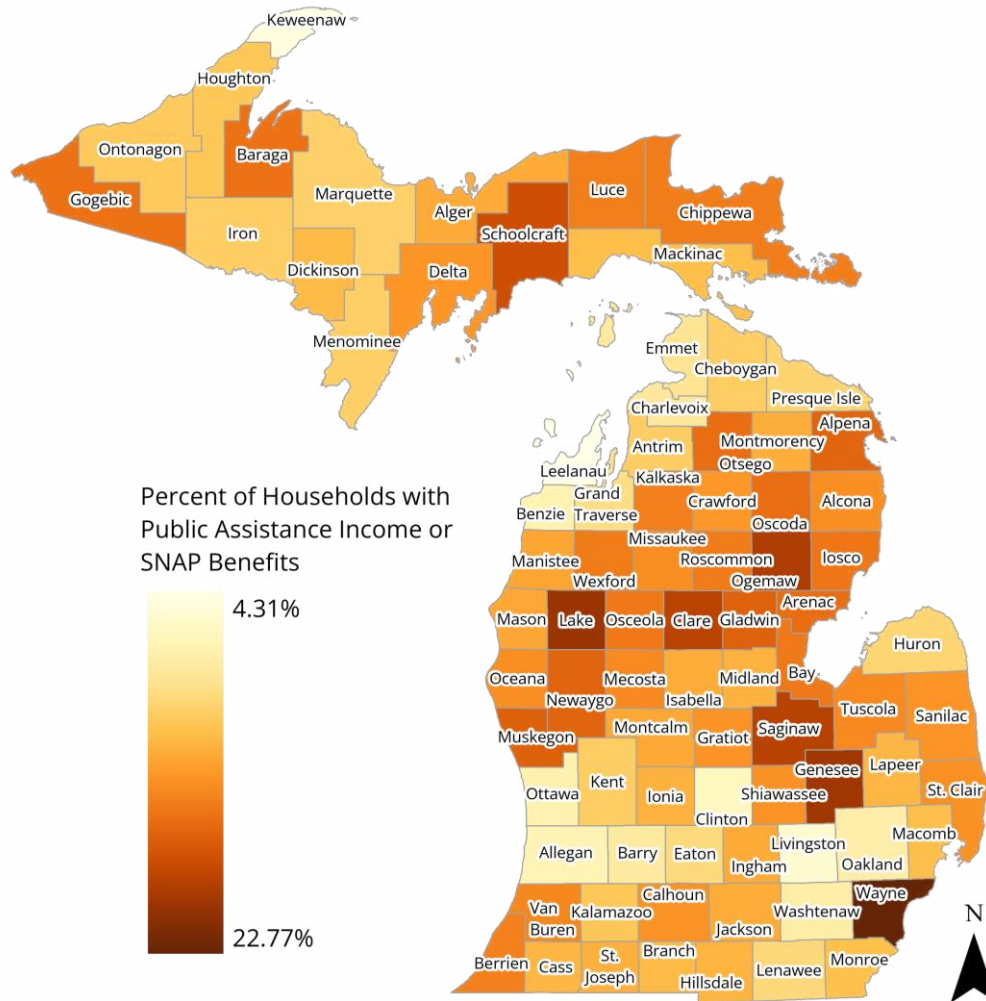 Keweenaw
Houghton
Ontonagon
Baraga
Gogebic
Marquette
Iron
Alger
Luce
Schoolcraft
Chippewa
Dickinson
Delta
Mackinac
Menominee
Emmet
Cheboygan
Charlevoix
Presque Isle
Antrim
Montmorency
Alpena
Otsego
Leelanau
Kalkaska
Grand
Traverse
Benzie
Crawford
Oscoda
Alcona
Manistee
Missaukee
Wexford
Roscommon
Ogemaw
Iosco
Percent of Households with
Public Assistance Income or
SNAP Benefits
4.31%
22.77%
Mason
Lake
Osceola
Clare
Gladwin
Arenac
Huron
Oceana
Newaygo
Mecosta
Isabella
Midland
Bay
Tuscola
Sanilac
Muskegon
Montcalm
Gratiot
Saginaw
Genesee
Lapeer
St. Clair
Ottawa
Kent
Ionia
Clinton
Shiawassee
Allegan
Barry
Eaton
Ingham
Livingston
Oakland
Macomb
Van
Buren
Kalamazoo
Calhoun
Jackson
Washtenaw
Wayne
Berrien
Cass
St.
Joseph
Branch
Hillsdale
Lenawee
Monroe
N